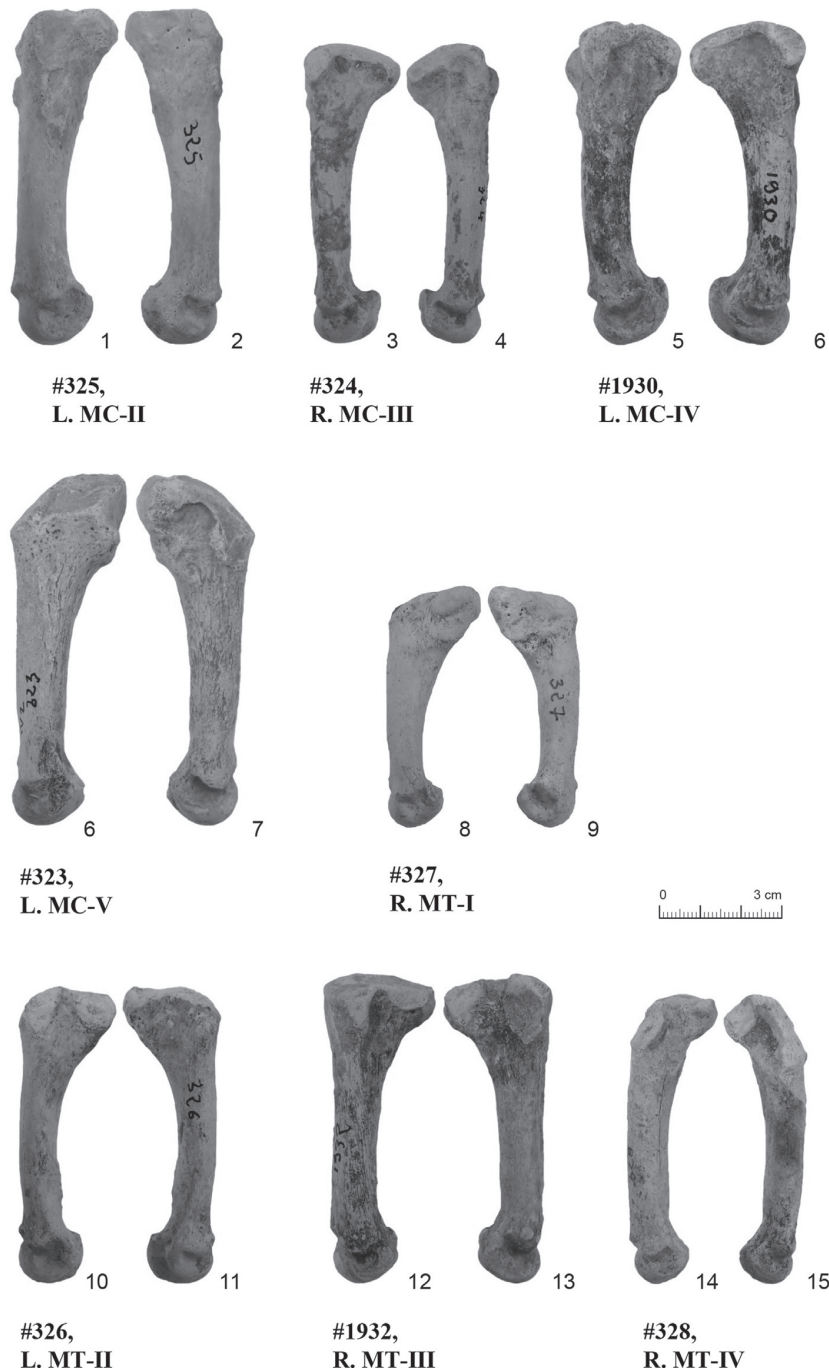 325
324
1930
1 2 3 4 5 6
#325, #324, #1930,
L. MC-II R. MC-III L. MC-IV
323
327
6 7 8 9
#323, #327,
L. MC-V R. MT-I
0 3 cm
326
10 11 12 13 14 15
#326, #1932, #328,
L. MT-II R. MT-III R. MT-IV